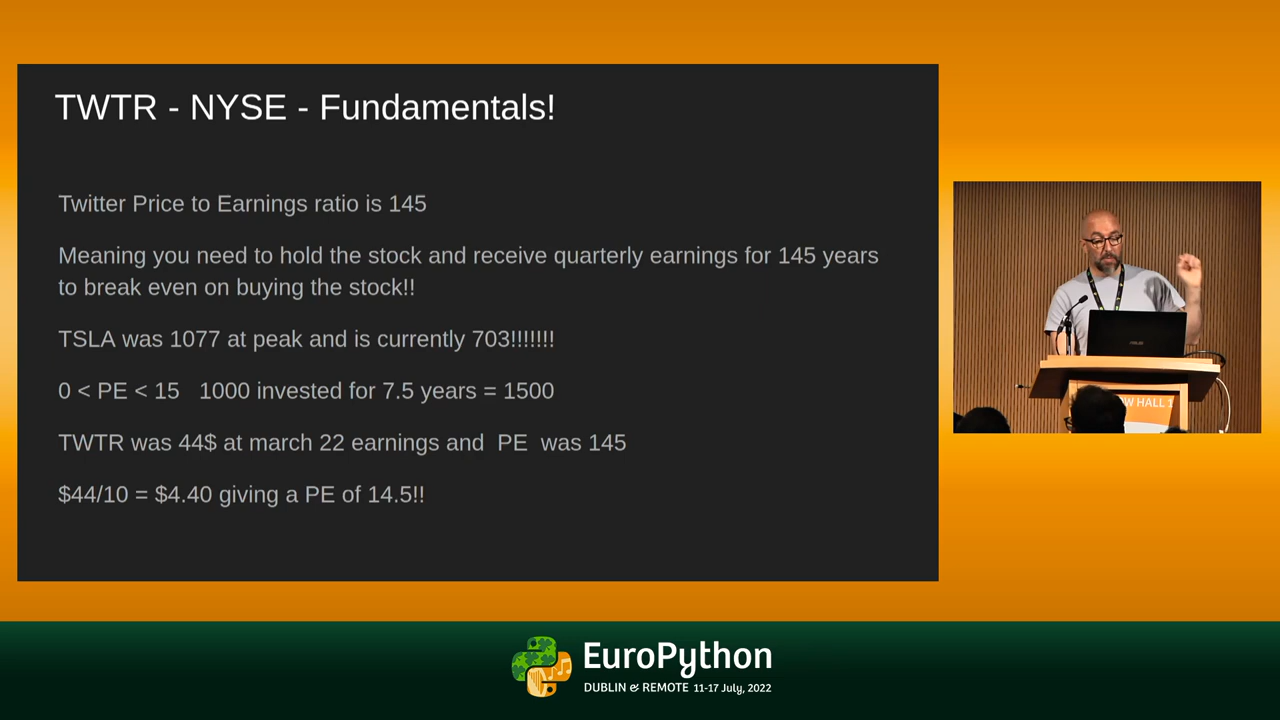 TWTR - NYSE - Fundamentals!
Twitter Price to Earnings ratio is 145
Meaning you need to hold the stock and receive quarterly earnings for 145 years
to break even on buying the stock!!
TSLA was 1077 at peak and is currently 703!!!!!!!
0 < PE < 15 1000 invested for 7.5 years = 1500
TWTR was 44$ at march 22 earnings and PE was 145
$44/10 = $4.40 giving a PE of 14.5!!
HALL 1
EuroPython
DUBLIN & REMOTE 11-17 July, 2022